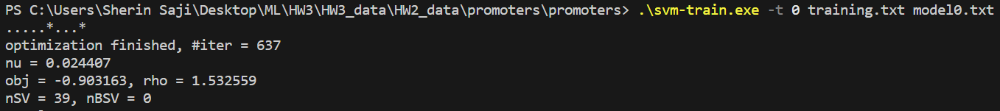 PS C:\Users\Sherin Saji\Desktop\ML\HW3\HW3_data\HW2_data\promoters\promoters> .\svm-train.exe -t 0 training.txt model0.txt
.....*...*
optimization finished, #iter = 637
nu = 0.024407
obj = -0.903163, rho = 1.532559
nSV = 39, nBSV = 0